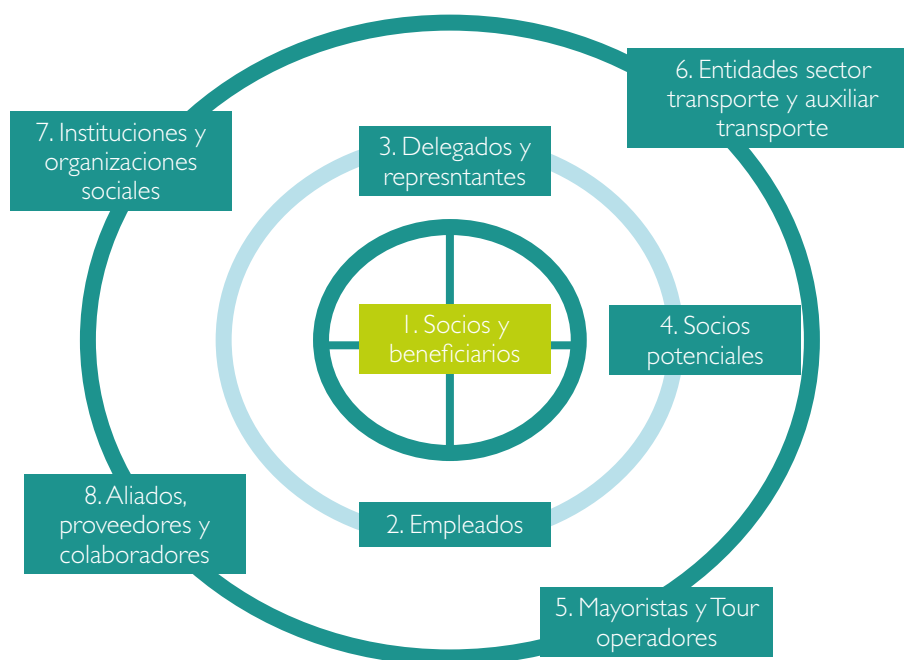 6. Entidades sector
transporte y auxiliar
transporte
7. Instituciones y
organizaciones
sociales
3. Delegados y
represntantes
1. Socios y
beneficiarios
4. Socios
potenciales
8. Aliados,
proveedores y
colaboradores
2. Empleados
5. Mayoristas y Tour
operadores